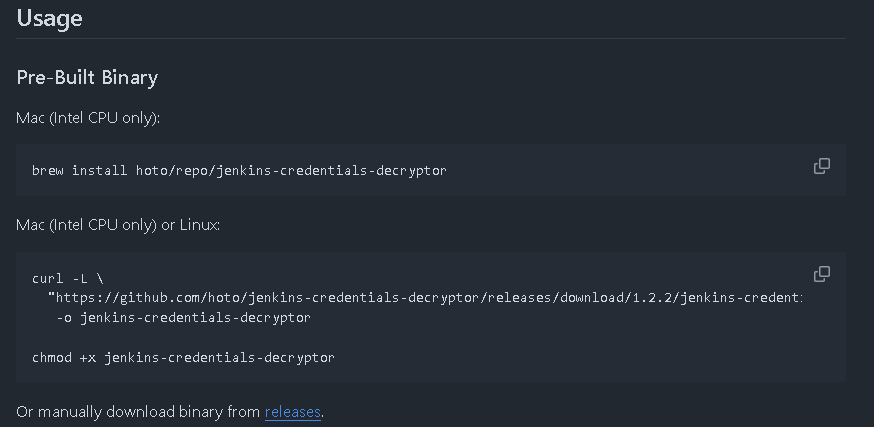 Usage
Pre-Built Binary
Mac (Intel CPU only):
brew install hoto/repo/jenkins-credentials-decryptor
Mac (Intel CPU only) or Linux:
curl -L \
"https://github.com/hoto/jenkins-credentials-decryptor/releases/download/1.2.2/jenkins-credent
-o jenkins-credentials-decryptor
chmod +x jenkins-credentials-decryptor
Or manually download binary from releases.